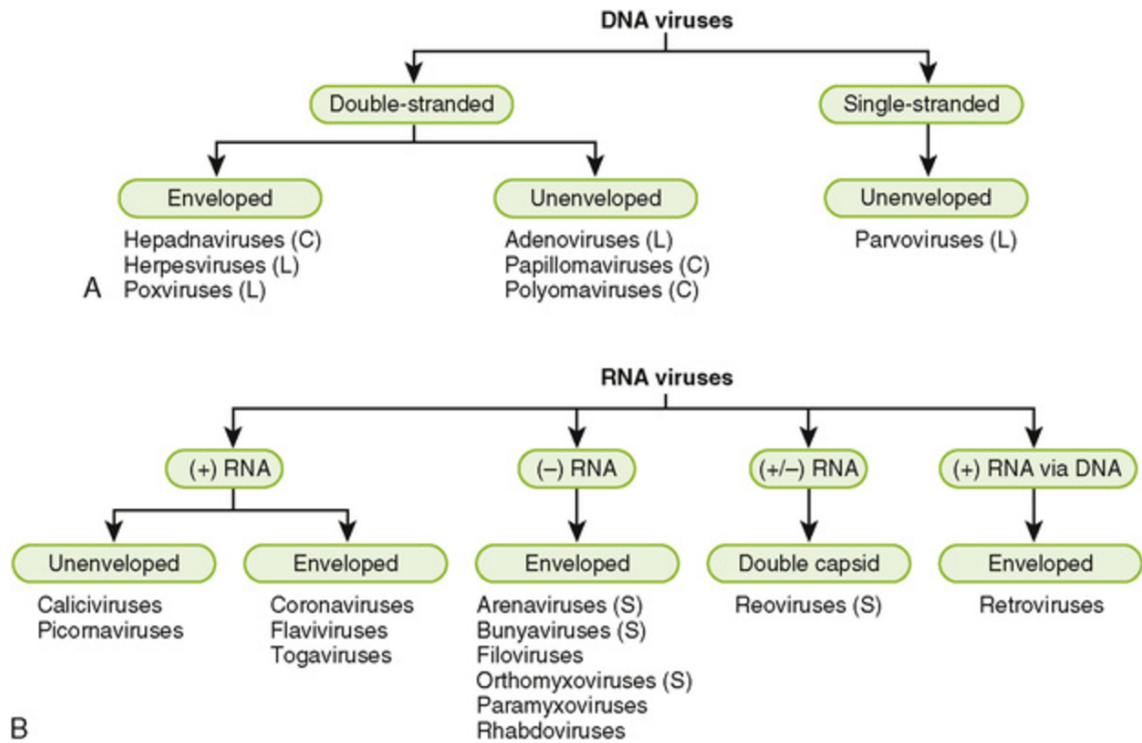 DNA viruses
Double-stranded
Single-stranded
Enveloped
Unenveloped
Unenveloped
Hepadnaviruses (C)
Herpesviruses (L)
Poxviruses (L)
Adenoviruses (L)
Papillomaviruses (C)
Polyomaviruses (C)
Parvoviruses (L)
A
RNA viruses
(+) RNA
(–) RNA
(+/–) RNA
(+) RNA via DNA
Unenveloped
Enveloped
Enveloped
Double capsid
Enveloped
Caliciviruses
Picornaviruses
Coronaviruses
Flaviviruses
Togaviruses
Arenaviruses (S)
Bunyaviruses (S)
Filoviruses
Orthomyxoviruses (S)
Paramyxoviruses
Rhabdoviruses
Reoviruses (S)
Retroviruses
B